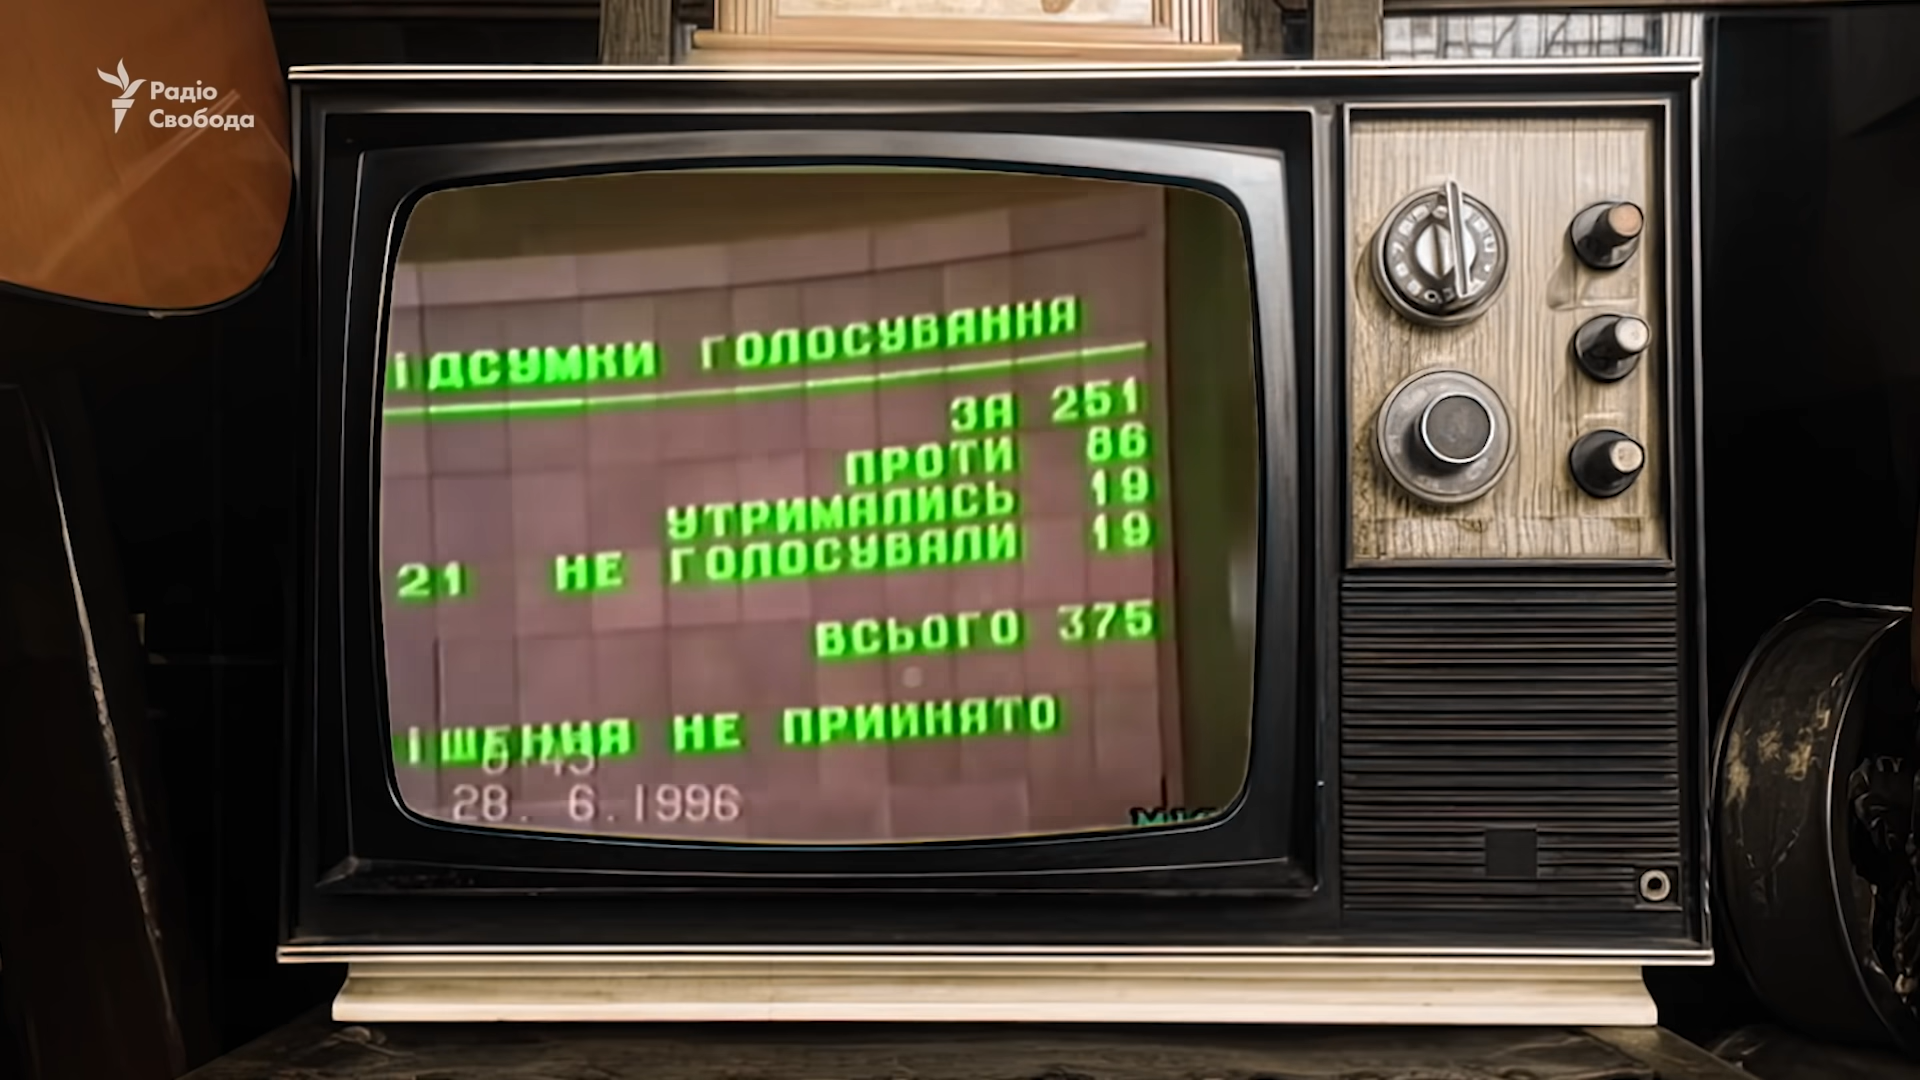 Радіо
Свобода
ІДСУМКИ ГОЛОСУВАННЯ
ЗА 251
ПРОТИ 86
УТРИМАЛИСЬ 19
21 НЕ ГОЛОСУВАЛИ 19
ВСЬОГО 375
ІШЕННЯ НЕ ПРИЙНЯТО
28. 6.1996